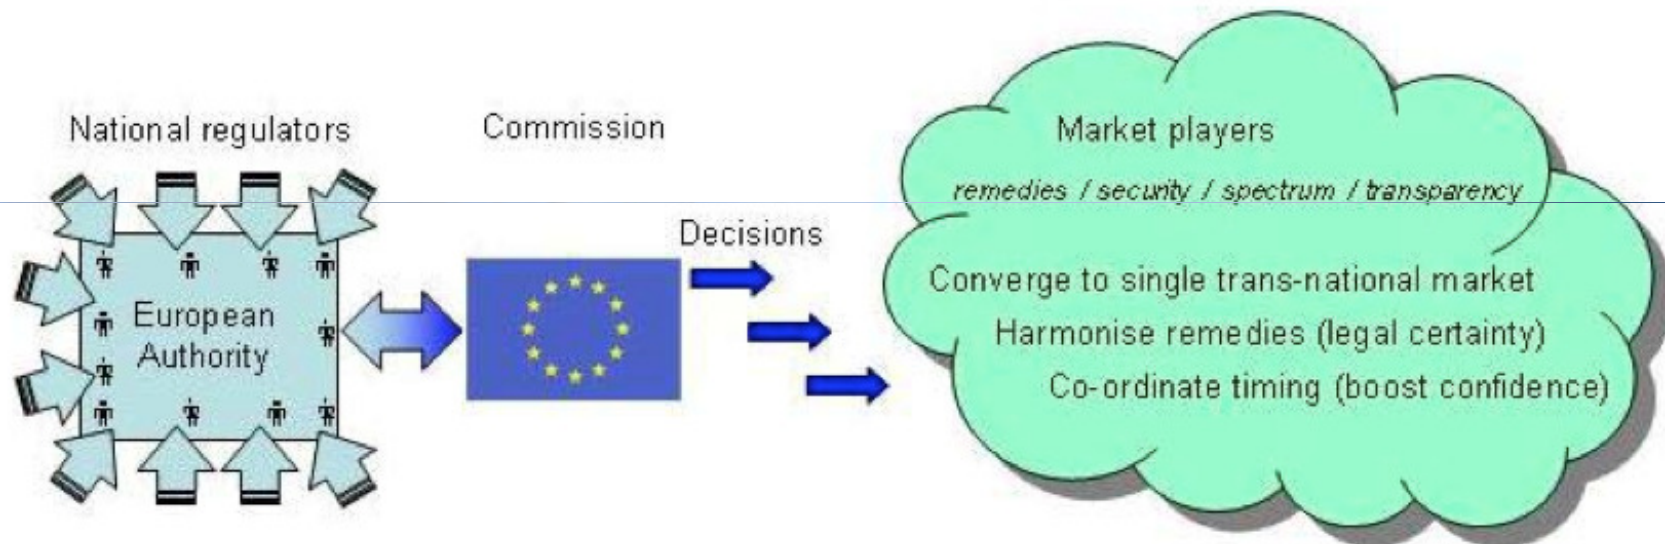 National regulators
Commission
European
Authority
Decisions
Market players
remedies / security / spectrum / transparency
Converge to single trans-national market
Harmonise remedies (legal certainty)
Co-ordinate timing (boost confidence)